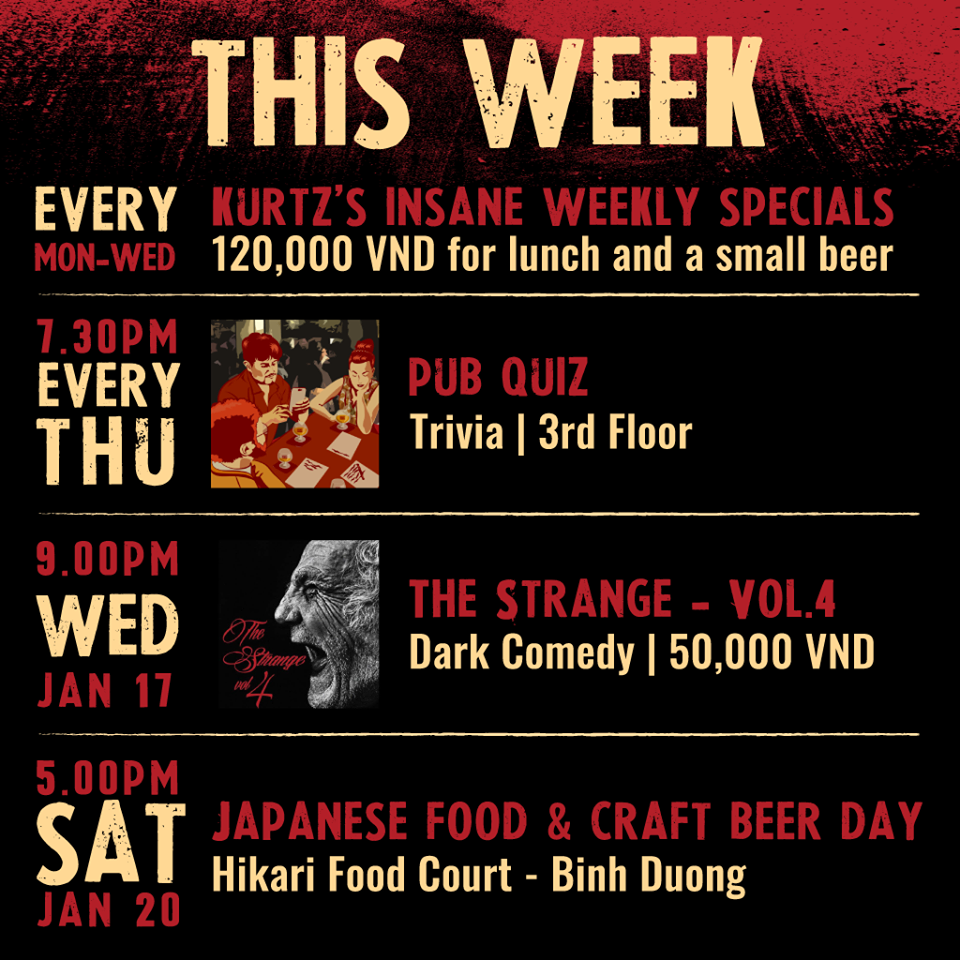 THIS WEEK
EVERY
MON-WED
KURTZ'S INSANE WEEKLY SPECIALS
120,000 VND for lunch and a small beer
7.30PM
EVERY
THU
PUB QUIZ
Trivia | 3rd Floor
9.00PM
WED
JAN 17
The
Strange
vol 4
THE STRANGE - VOL.4
Dark Comedy | 50,000 VND
5.00PM
SAT
JAN 20
JAPANESE FOOD & CRAFT BEER DAY
Hikari Food Court - Binh Duong